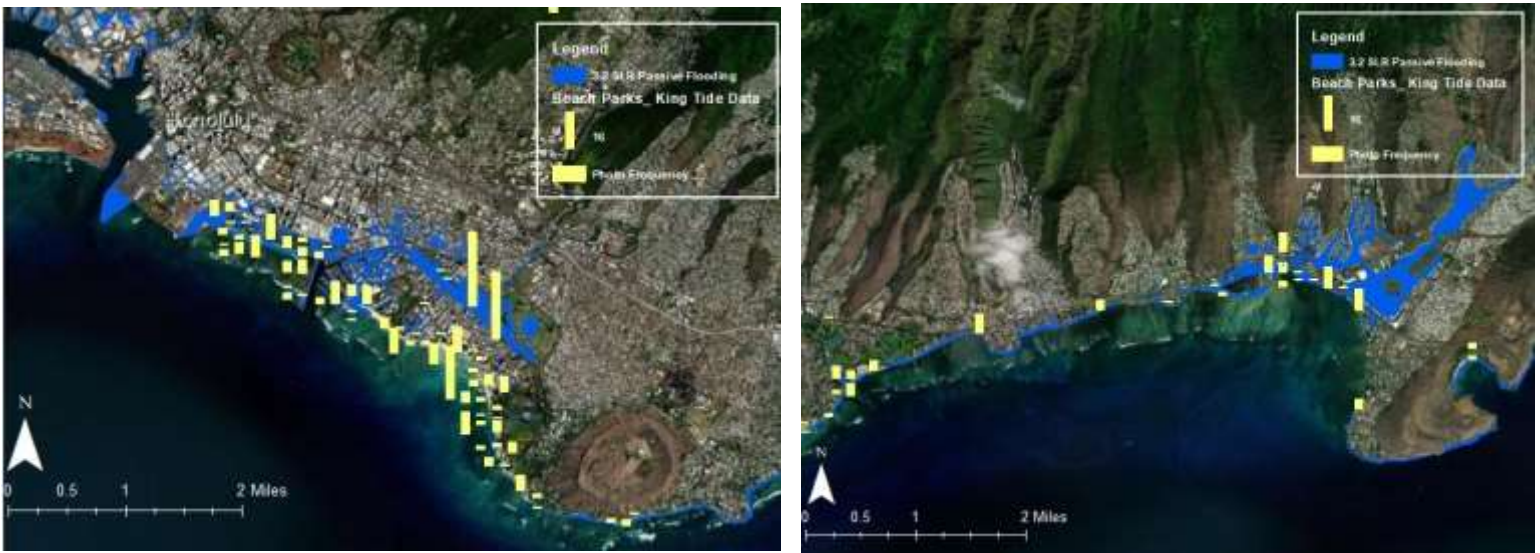 Legend
3.2 SLR Passive Flooding
Beach Parks_ King Tide Data
Photo Frequency
Honolulu
N
0 0.5 1 2 Miles
Legend
3.2 SLR Passive Flooding
Beach Parks_ King Tide Data
Photo Frequency
N
0 0.5 1 2 Miles